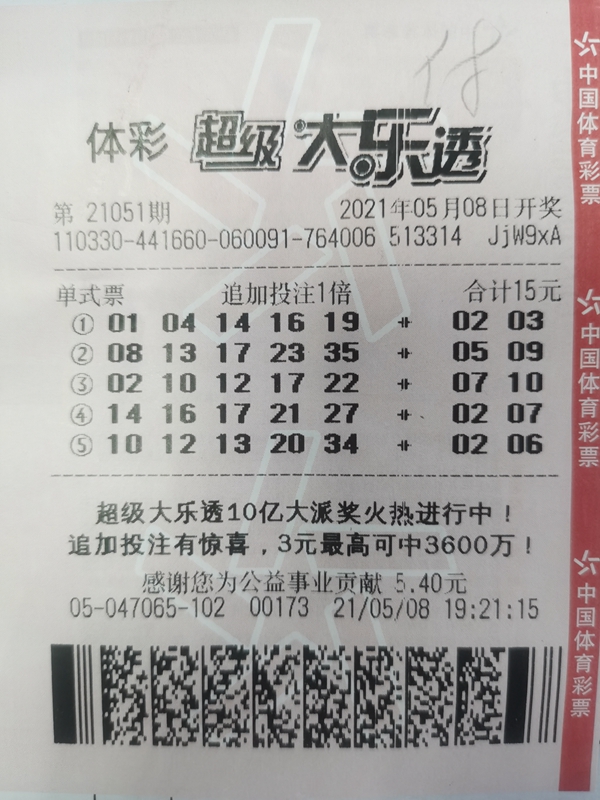 体彩 超级大乐透
第 21051期 2021年05月08日开奖
110330-441660-060091-764006 513314 JjW9xA
单式票 追加投注1倍 合计15元
① 01 04 14 16 19 + 02 03
② 08 13 17 23 35 + 05 09
③ 02 10 12 17 22 + 07 10
④ 14 16 17 21 27 + 02 07
⑤ 10 12 13 20 34 + 02 06
超级大乐透10亿大派奖火热进行中！
追加投注有惊喜，3元最高可中3600万！
感谢您为公益事业贡献 5.40元
05-047065-102 00173 21/05/08 19:21:15
中国体育彩票
中国体育彩票
中国体育彩票